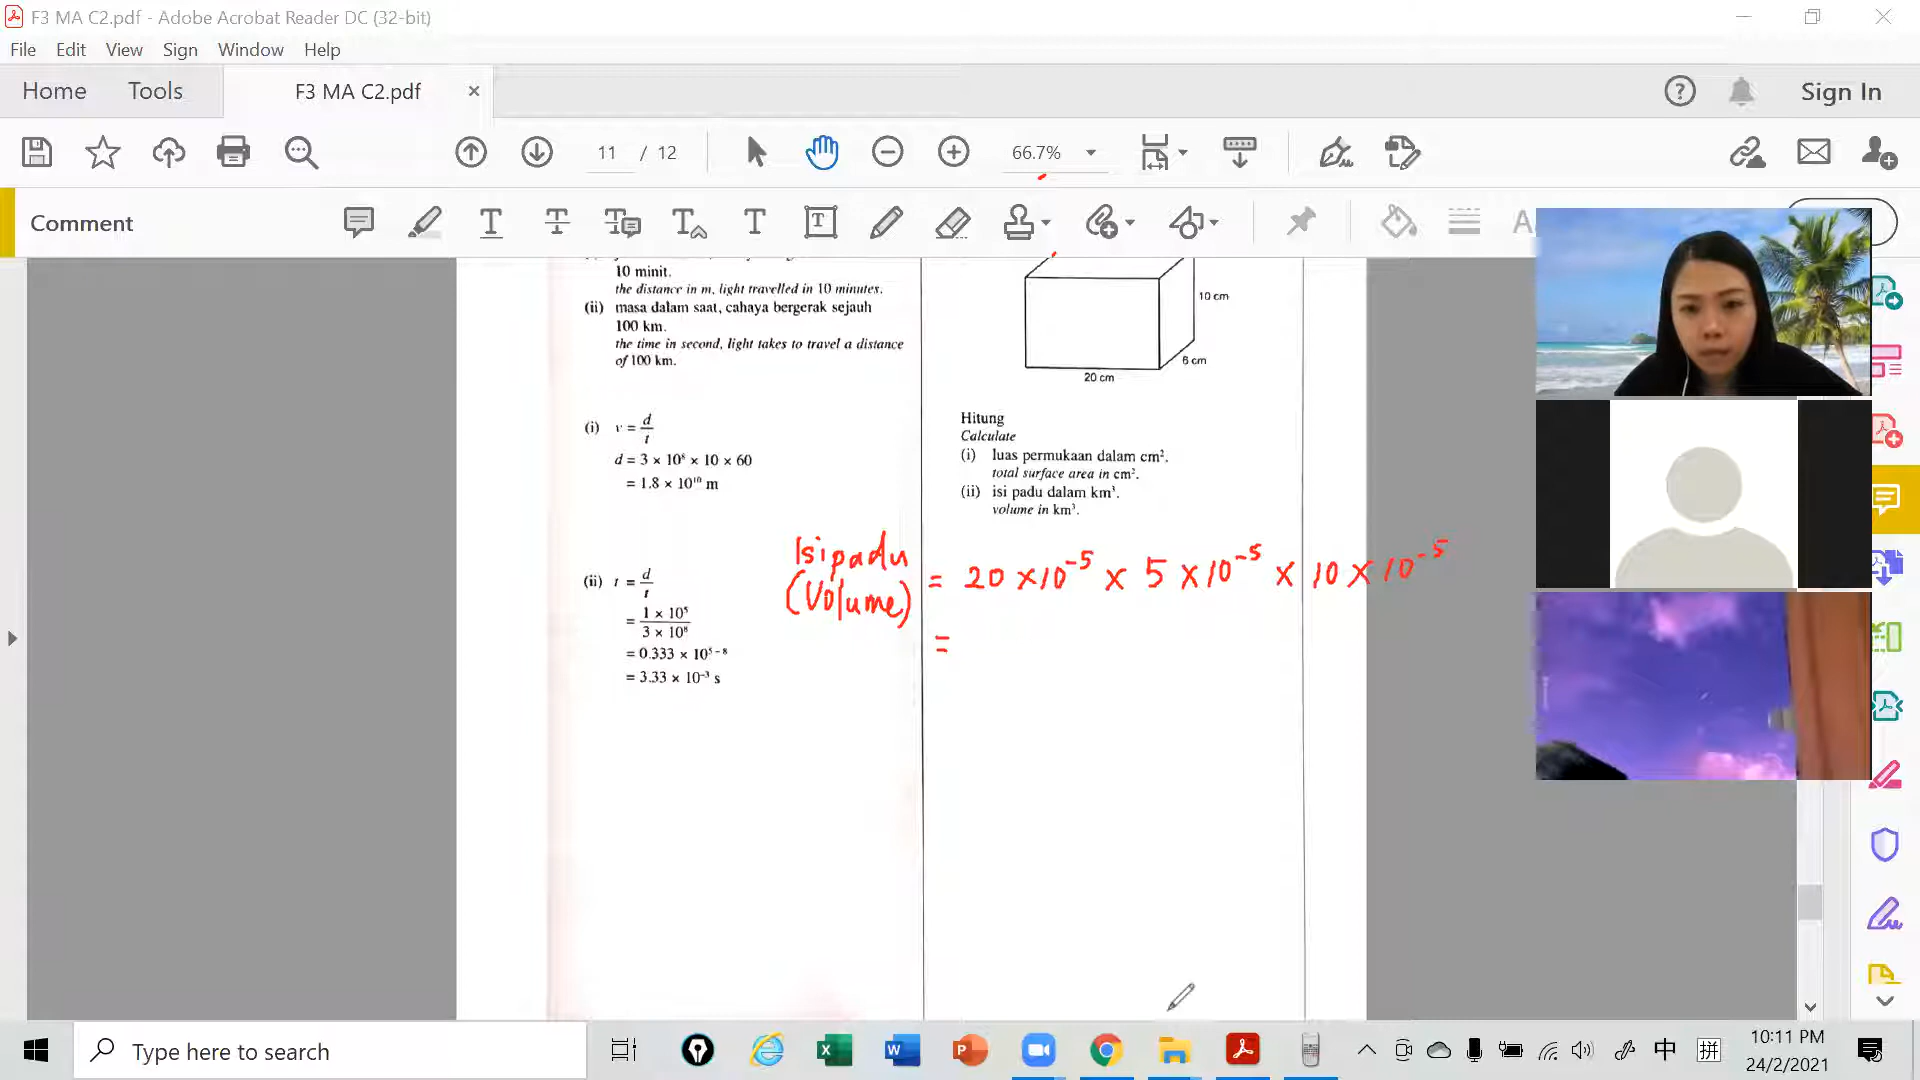 F3 MA C2.pdf - Adobe Acrobat Reader DC (32-bit)
File Edit View Sign Window Help
Home Tools F3 MA C2.pdf × Sign In
11 / 12 66.7%
Comment
10 minit.
the distance in m, light travelled in 10 minutes.
(ii) masa dalam saat, cahaya bergerak sejauh
100 km.
the time in second, light takes to travel a distance
of 100 km.
(i) v = d/t
d = 3 × 10⁸ × 10 × 60
= 1.8 × 10¹⁰ m
(ii) t = d/t
= 1 × 10⁵ / 3 × 10⁸
= 0.333 × 10⁵⁻⁸
= 3.33 × 10⁻³ s
10 cm
6 cm
20 cm
Hitung
Calculate
(i) luas permukaan dalam cm².
total surface area in cm².
(ii) isi padu dalam km³.
volume in km³.
Isipadu
(Volume) = 20 × 10⁻⁵ × 5 × 10⁻⁵ × 10 × 10⁻⁵
=
Type here to search
中 拼
10:11 PM
24/2/2021